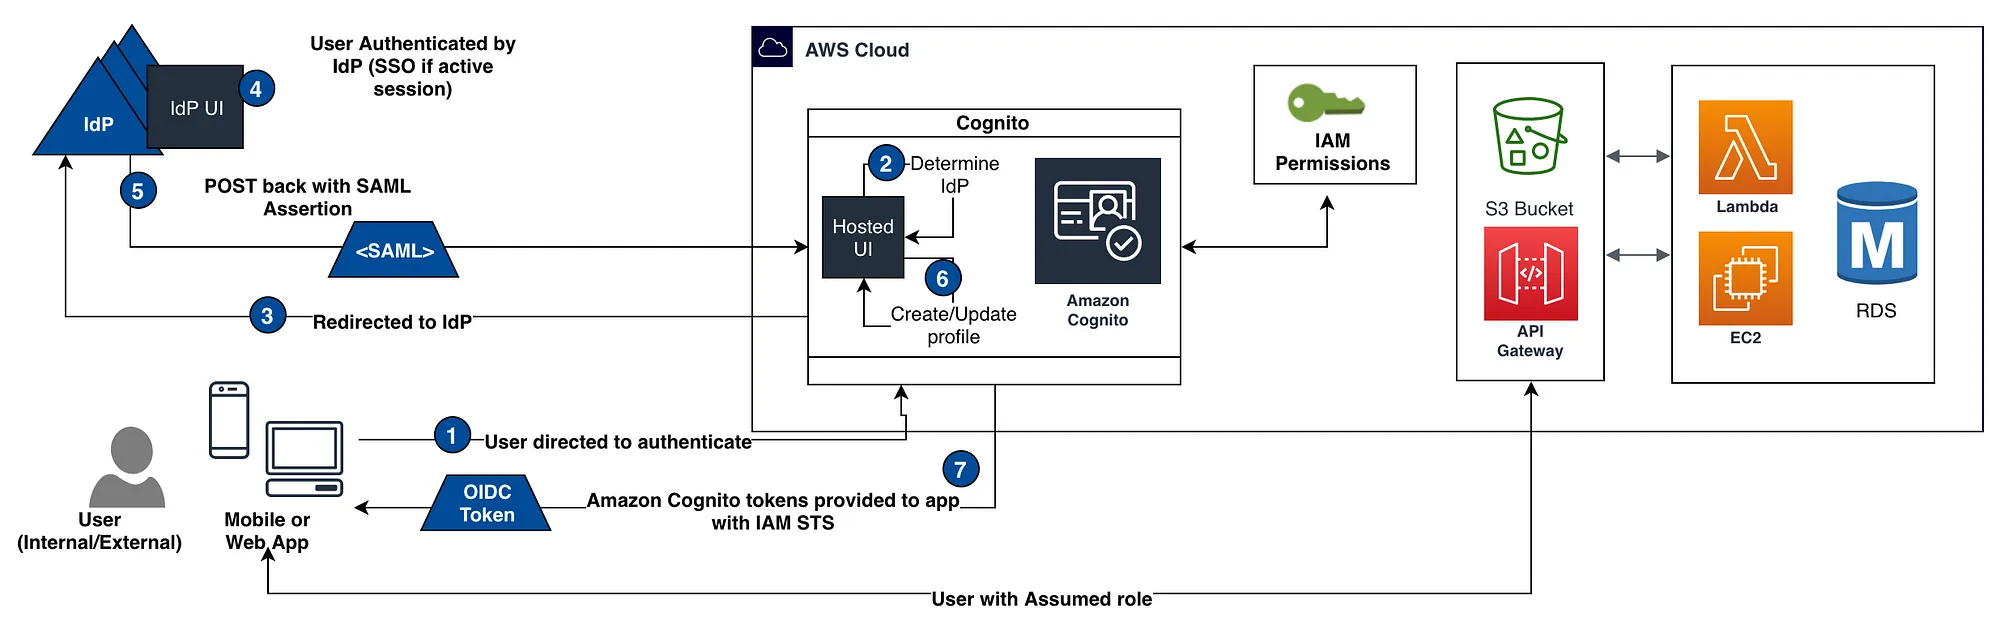 User Authenticated by
IdP (SSO if active
session)
4
IdP UI
IdP
5
POST back with SAML
Assertion
<SAML>
3
Redirected to IdP
AWS Cloud
Cognito
2
Determine
IdP
Hosted
UI
6
Create/Update
profile
Amazon
Cognito
IAM
Permissions
S3 Bucket
API
Gateway
Lambda
EC2
M
RDS
1
User directed to authenticate
7
OIDC
Token
Amazon Cognito tokens provided to app
with IAM STS
User
(Internal/External)
Mobile or
Web App
User with Assumed role